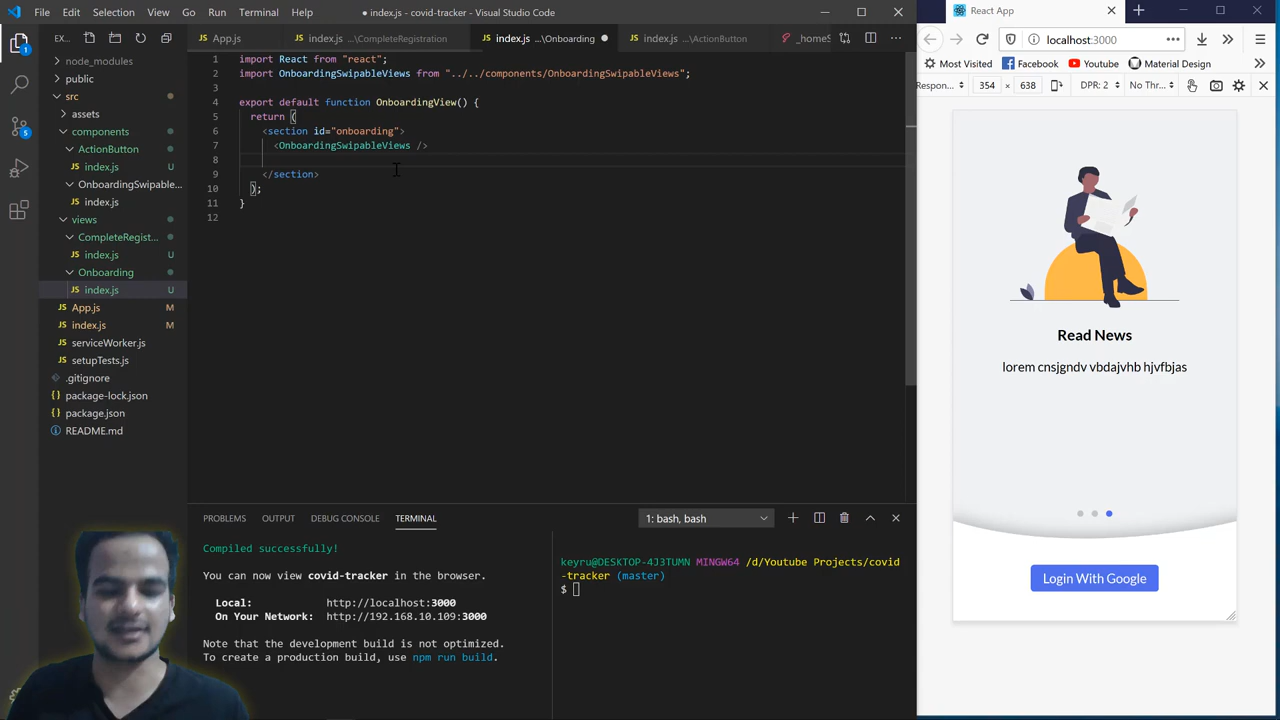 File Edit Selection View Go Run Terminal Help
● index.js - covid-tracker - Visual Studio Code
React App
localhost:3000
Most Visited Facebook Youtube Material Design
Respon... 354 × 638 DPR: 2 No Thr...
EX...
App.js index.js ...\CompleteRegistration index.js ...\Onboarding index.js ...\ActionButton _homeS
node_modules
public
src
assets
components
ActionButton
JS index.js U
OnboardingSwipable...
JS index.js
views
CompleteRegist...
JS index.js U
Onboarding
JS index.js U
JS App.js M
JS index.js M
serviceWorker.js
setupTests.js
.gitignore
package-lock.json
package.json
README.md
1 import React from "react";
2 import OnboardingSwipableViews from "../../components/OnboardingSwipableViews";
3
4 export default function OnboardingView() {
5 return (
6 <section id="onboarding">
7 <OnboardingSwipableViews />
8
9 </section>
10 );
11 }
12
PROBLEMS OUTPUT DEBUG CONSOLE TERMINAL
1: bash, bash
Compiled successfully!
You can now view covid-tracker in the browser.
Local: http://localhost:3000
On Your Network: http://192.168.10.109:3000
Note that the development build is not optimized.
To create a production build, use npm run build.
keyru@DESKTOP-4J3TUMN MINGW64 /d/Youtube Projects/covid
-tracker (master)
$
Read News
lorem cnsjgndv vbdajvhb hjvfbjas
Login With Google